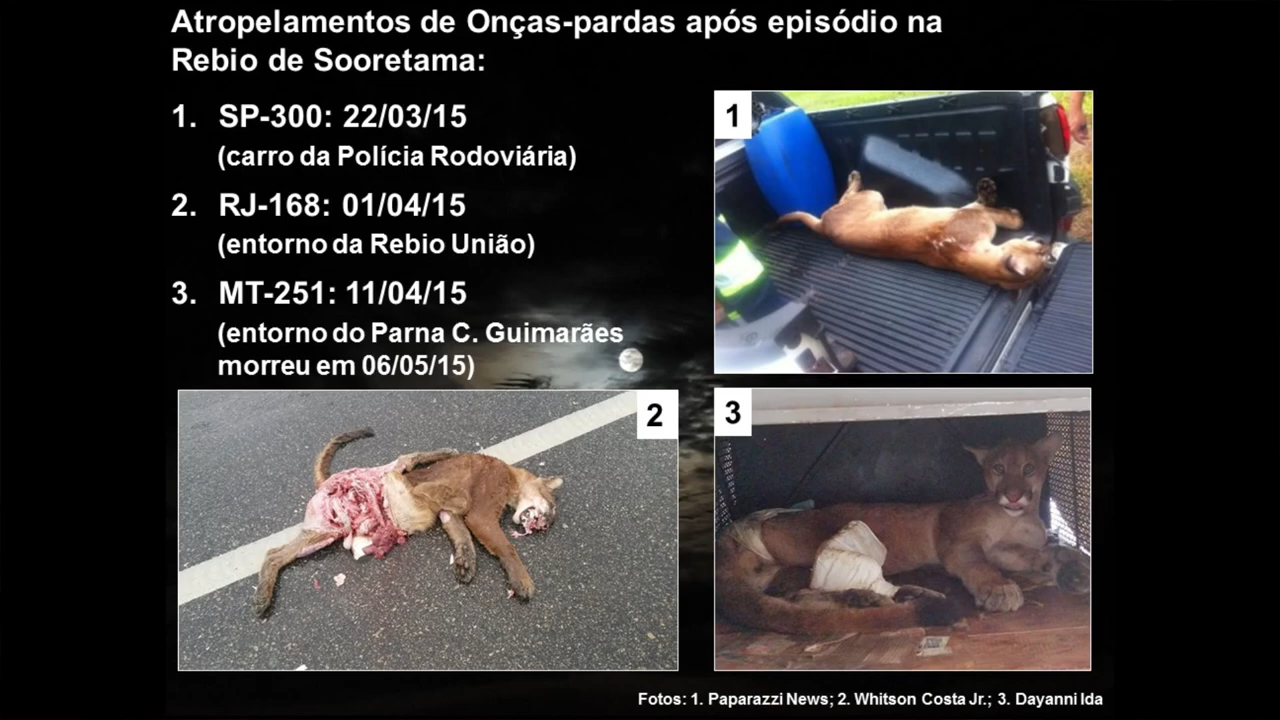 Atropelamentos de Onças-pardas após episódio na
Rebio de Sooretama:
1. SP-300: 22/03/15
(carro da Polícia Rodoviária)
2. RJ-168: 01/04/15
(entorno da Rebio União)
3. MT-251: 11/04/15
(entorno do Parna C. Guimarães
morreu em 06/05/15)
1
2
3
Fotos: 1. Paparazzi News; 2. Whitson Costa Jr.; 3. Dayanni Ida